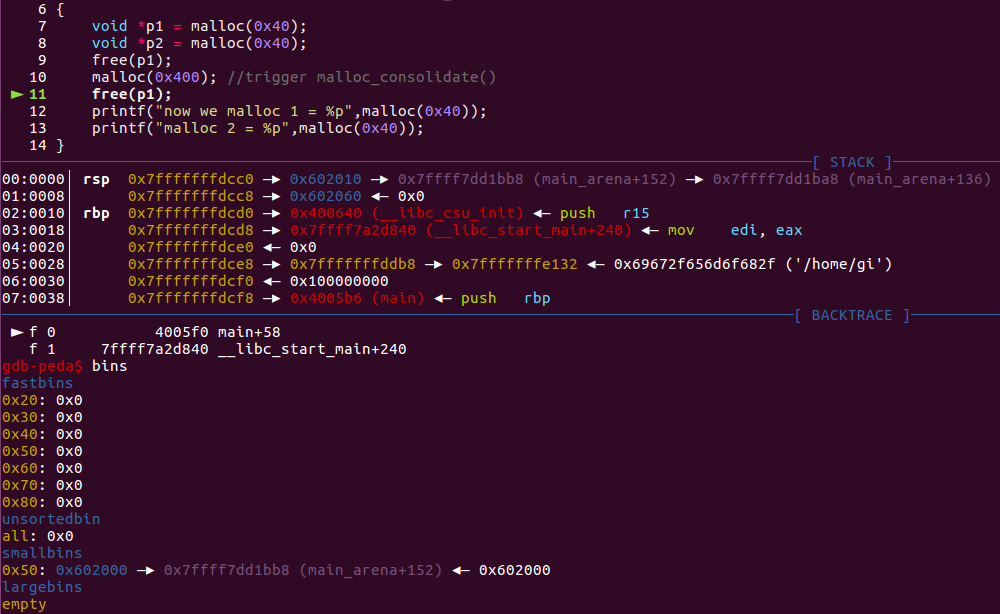 6 {
7     void *p1 = malloc(0x40);
8     void *p2 = malloc(0x40);
9     free(p1);
10     malloc(0x400); //trigger malloc_consolidate()
► 11     free(p1);
12     printf("now we malloc 1 = %p",malloc(0x40));
13     printf("malloc 2 = %p",malloc(0x40));
14 }
[ STACK ]
00:0000│ rsp  0x7fffffffdcc0 —► 0x602010 —► 0x7ffff7dd1bb8 (main_arena+152) —► 0x7ffff7dd1ba8 (main_arena+136)
01:0008│      0x7fffffffdcc8 —► 0x602060 ◄— 0x0
02:0010│ rbp  0x7fffffffdcd0 —► 0x400640 (__libc_csu_init) ◄— push   r15
03:0018│      0x7fffffffdcd8 —► 0x7ffff7a2d840 (__libc_start_main+240) ◄— mov    edi, eax
04:0020│      0x7fffffffdce0 ◄— 0x0
05:0028│      0x7fffffffdce8 —► 0x7fffffffddb8 —► 0x7fffffffe132 ◄— 0x69672f656d6f682f ('/home/gi')
06:0030│      0x7fffffffdcf0 ◄— 0x100000000
07:0038│      0x7fffffffdcf8 —► 0x4005b6 (main) ◄— push   rbp
[ BACKTRACE ]
► f 0           4005f0 main+58
f 1     7ffff7a2d840 __libc_start_main+240
gdb-peda$ bins
fastbins
0x20: 0x0
0x30: 0x0
0x40: 0x0
0x50: 0x0
0x60: 0x0
0x70: 0x0
0x80: 0x0
unsortedbin
all: 0x0
smallbins
0x50: 0x602000 —► 0x7ffff7dd1bb8 (main_arena+152) ◄— 0x602000
largebins
empty